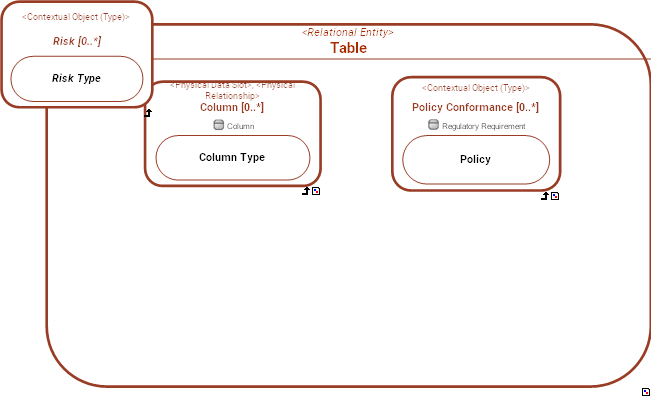 <Contextual Object (Type)>
Risk [0..*]
Risk Type
<Relational Entity>
Table
<Physical Data Slot>, <Physical
Relationship>
Column [0..*]
Column
Column Type
<Contextual Object (Type)>
Policy Conformance [0..*]
Regulatory Requirement
Policy